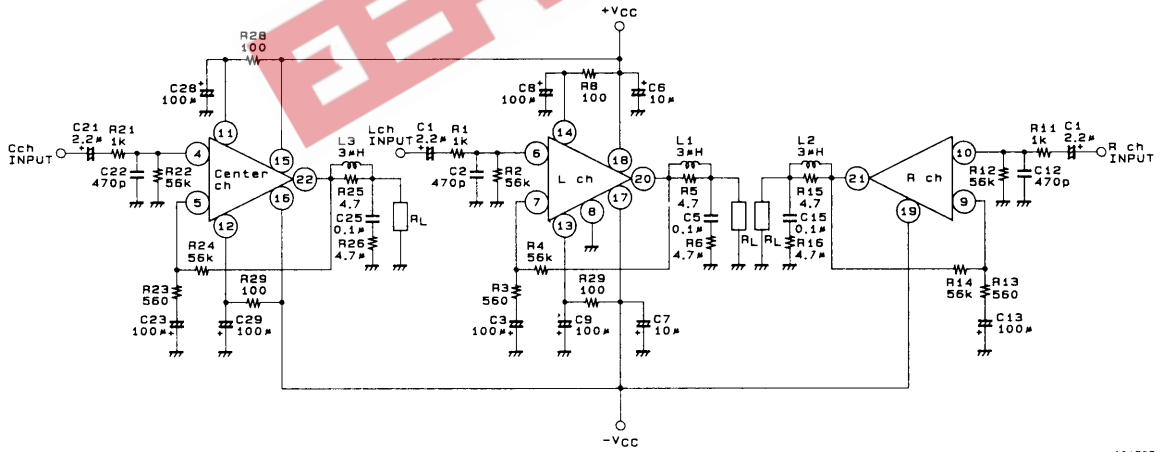 +VCC
R28
100
C28
100µ
C8
100µ
R8
100
C6
10µ
11
14
Cch
INPUT
C21
2.2µ
R21
1k
C22
470p
R22
56k
4
5
Center
ch
15
16
22
12
L3
3µH
R25
4.7
C25
0.1µ
R26
4.7µ
RL
R24
56k
R23
560
C23
100µ
R29
100
C29
100µ
Lch
INPUT
C1
2.2µ
R1
1k
C2
470p
R2
56k
6
7
L ch
18
17
20
13
8
L1
3µH
R5
4.7
C5
0.1µ
R6
4.7µ
RL
R4
56k
R3
560
C3
100µ
R29
100
C9
100µ
C7
10µ
L2
3µH
R15
4.7
C15
0.1µ
R16
4.7µ
RL
21
R ch
19
10
9
R11
1k
C1
2.2µ
R ch
INPUT
R12
56k
C12
470p
R14
56k
R13
560
C13
100µ
-VCC